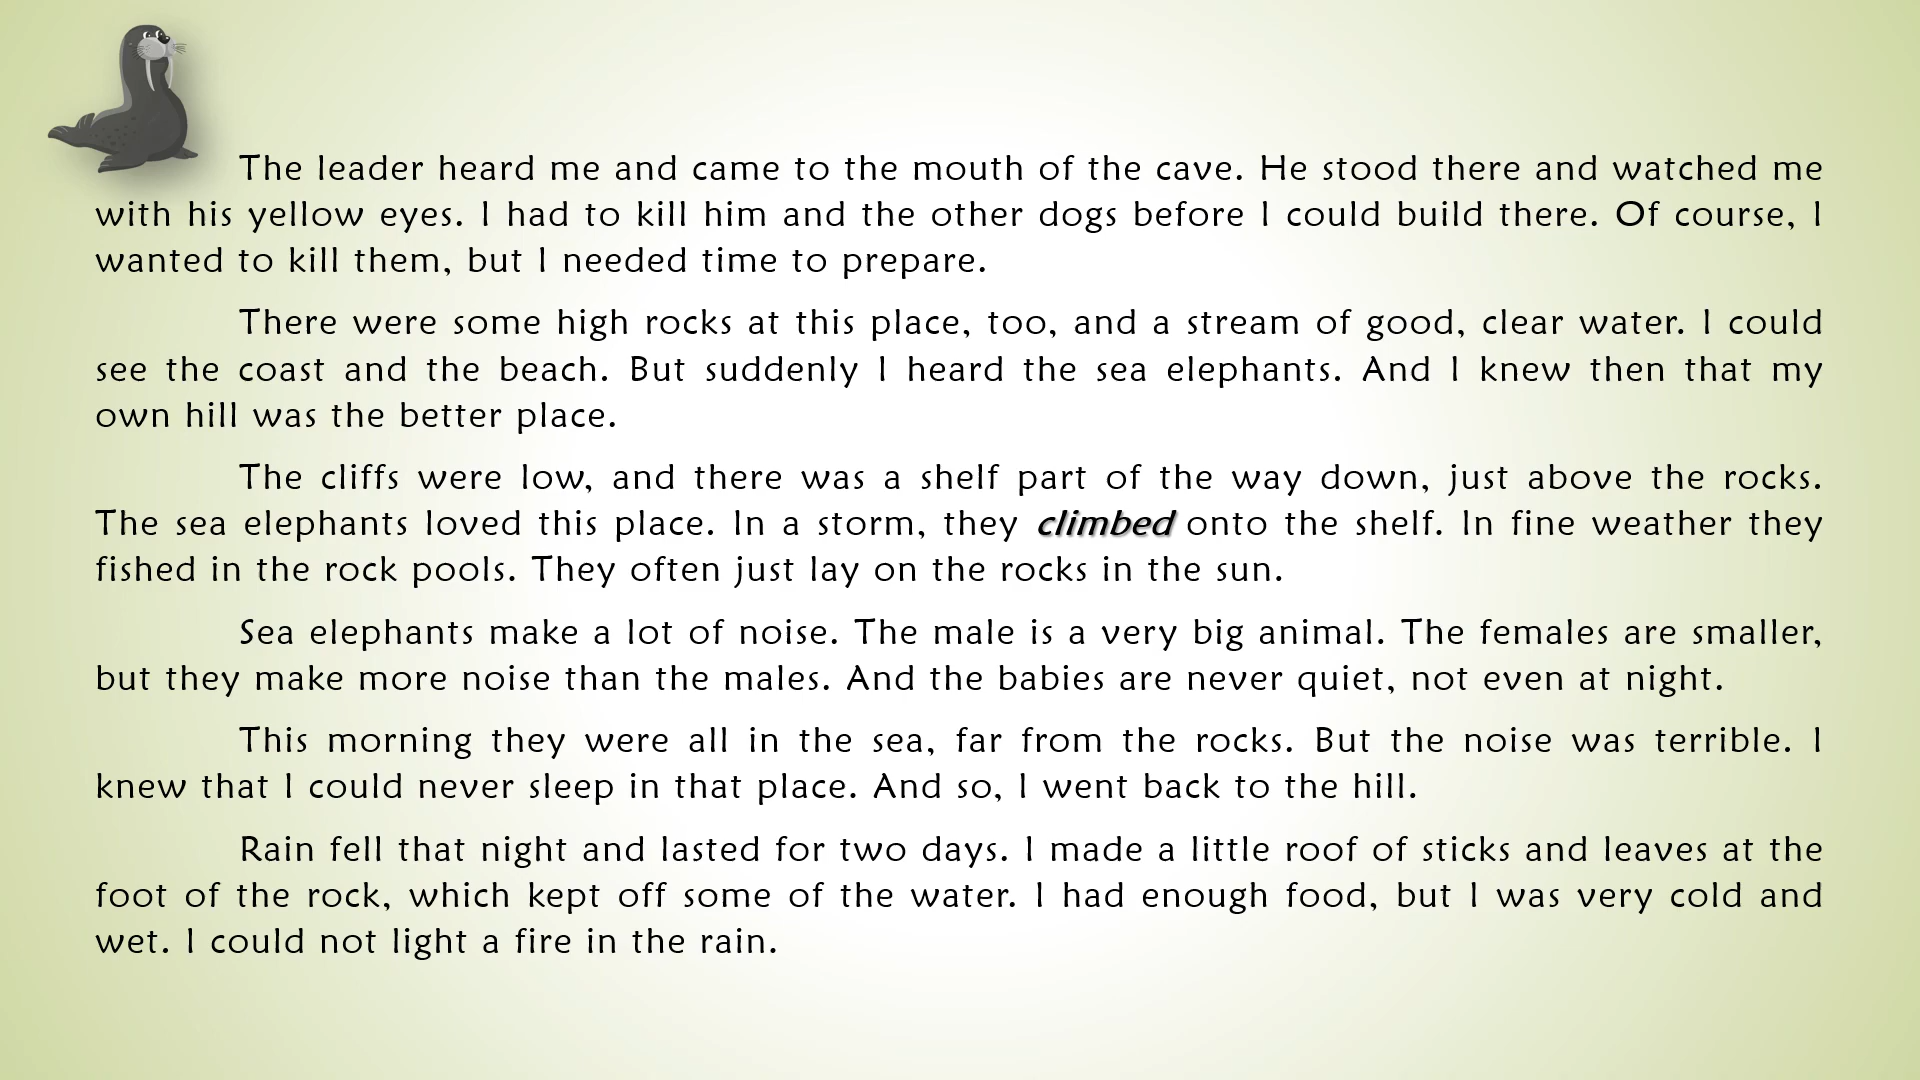 The leader heard me and came to the mouth of the cave. He stood there and watched me
with his yellow eyes. I had to kill him and the other dogs before I could build there. Of course, I
wanted to kill them, but I needed time to prepare.
There were some high rocks at this place, too, and a stream of good, clear water. I could
see the coast and the beach. But suddenly I heard the sea elephants. And I knew then that my
own hill was the better place.
The cliffs were low, and there was a shelf part of the way down, just above the rocks.
The sea elephants loved this place. In a storm, they climbed onto the shelf. In fine weather they
fished in the rock pools. They often just lay on the rocks in the sun.
Sea elephants make a lot of noise. The male is a very big animal. The females are smaller,
but they make more noise than the males. And the babies are never quiet, not even at night.
This morning they were all in the sea, far from the rocks. But the noise was terrible. I
knew that I could never sleep in that place. And so, I went back to the hill.
Rain fell that night and lasted for two days. I made a little roof of sticks and leaves at the
foot of the rock, which kept off some of the water. I had enough food, but I was very cold and
wet. I could not light a fire in the rain.